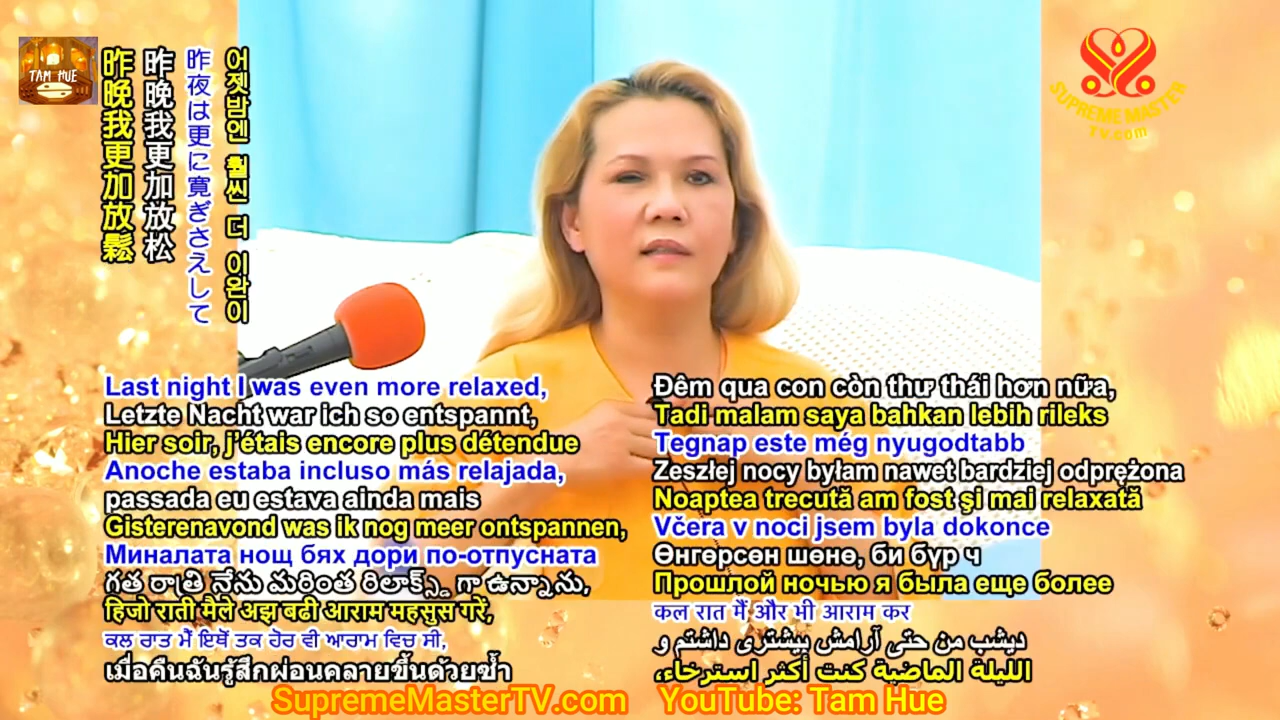 TAM HUE
昨晚我更加放鬆
昨晚我更加放松
昨夜は更に寛ぎさえして
어젯밤엔 훨씬 더 이완이
SUPREME MASTER
TV.com
Last night I was even more relaxed,
Letzte Nacht war ich so entspannt,
Hier soir, j'étais encore plus détendue
Anoche estaba incluso más relajada,
passada eu estava ainda mais
Gisterenavond was ik nog meer ontspannen,
Миналата нощ бях дори по-отпусната
గత రాత్రి నేను మరింత రిలాక్స్డ్ గా ఉన్నాను,
हिजो राती मैले अझ बढी आराम महसुस गरें,
ਕਲ ਰਾਤ ਮੈਂ ਇਥੋਂ ਤਕ ਹੋਰ ਵੀ ਆਰਾਮ ਵਿਚ ਸੀ,
เมื่อคืนฉันรู้สึกผ่อนคลายขึ้นด้วยซ้ำ
Đêm qua con còn thư thái hơn nữa,
Tadi malam saya bahkan lebih rileks
Tegnap este még nyugodtabb
Zeszłej nocy byłam nawet bardziej odprężona
Noaptea trecută am fost şi mai relaxată
Včera v noci jsem byla dokonce
Өнгөрсөн шөнө, би бүр ч
Прошлой ночью я была еще более
कल रात मैं और भी आराम कर
دیشب من حتی آرامش بیشتری داشتم و
الليلة الماضية كنت أكثر استرخاء،
SupremeMasterTV.com YouTube: Tam Hue